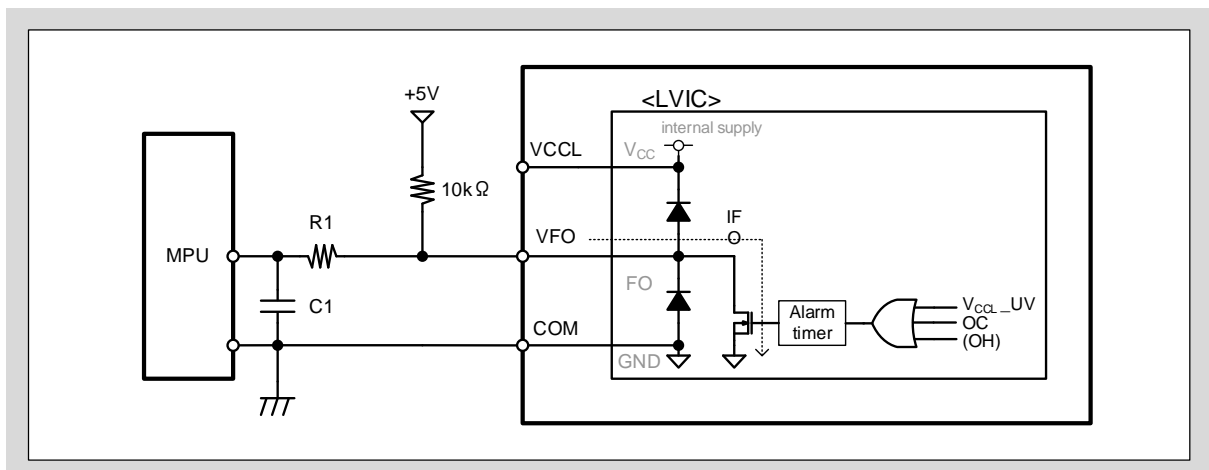 +5V
<LVIC>
internal supply
VCCL
VCC
10kΩ
R1
VFO
IF
O
MPU
FO
C1
Alarm
timer
VCCL_UV
OC
(OH)
COM
GND